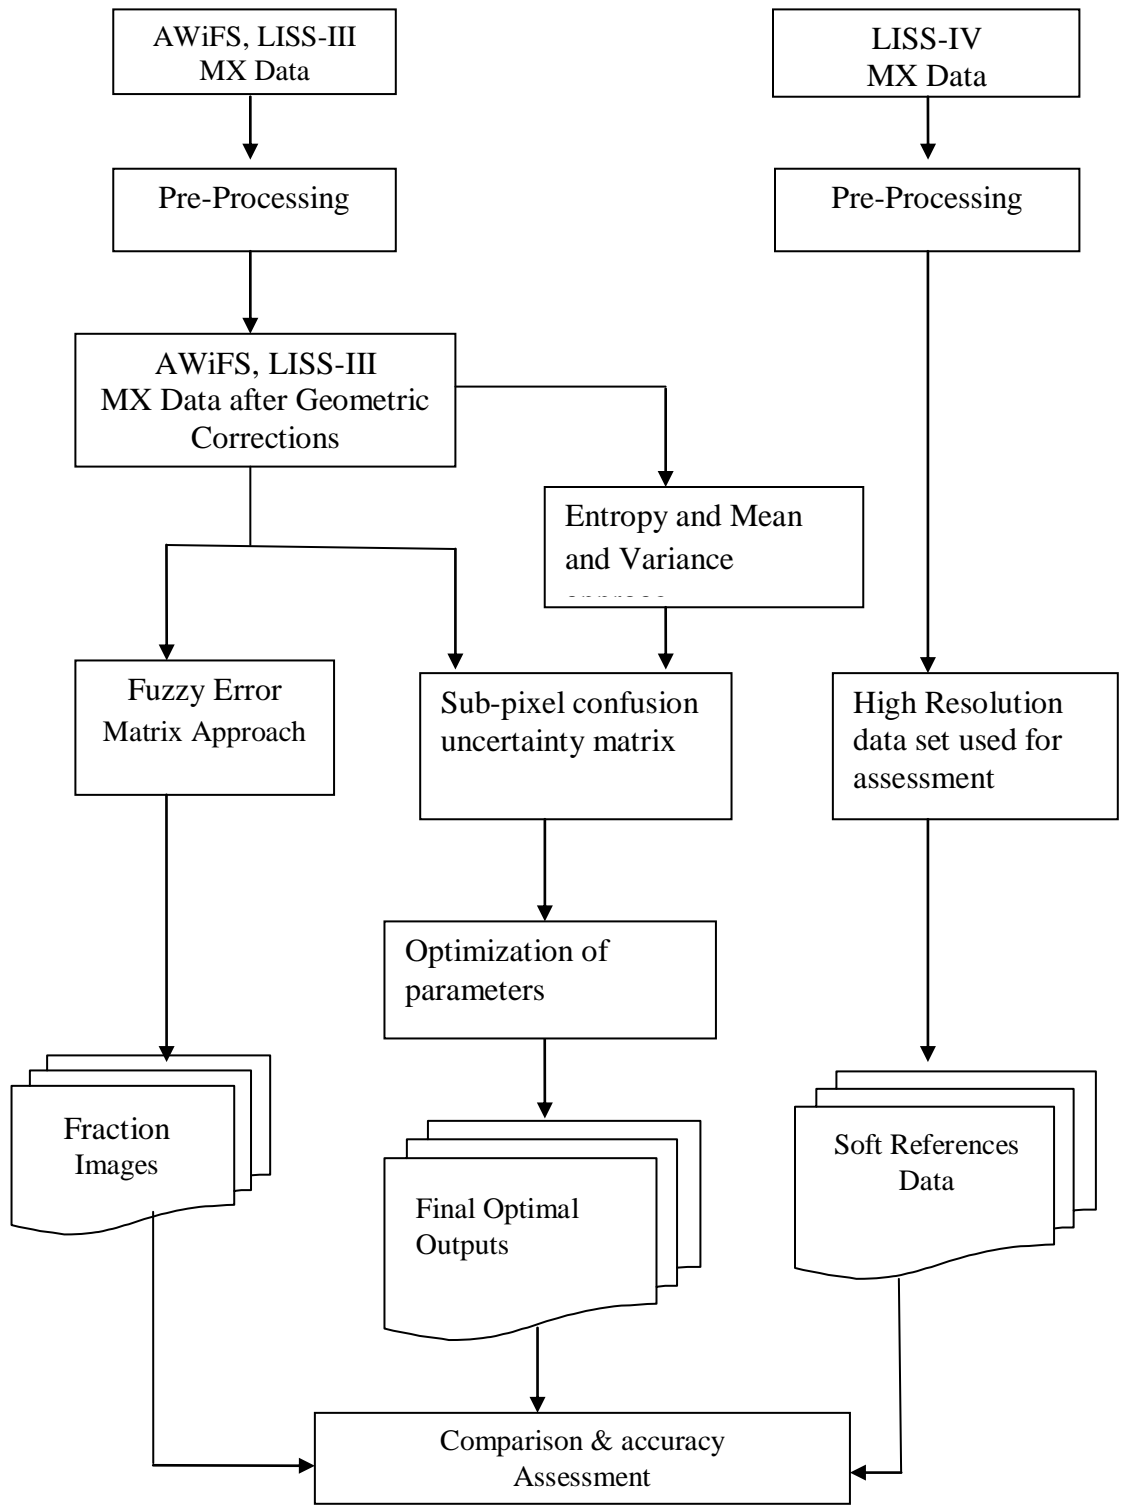 AWiFS, LISS-III
MX Data
LISS-IV
MX Data
Pre-Processing
Pre-Processing
AWiFS, LISS-III
MX Data after Geometric
Corrections
Entropy and Mean
and Variance
Fuzzy Error
Matrix Approach
Sub-pixel confusion
uncertainty matrix
High Resolution
data set used for
assessment
Optimization of
parameters
Fraction
Images
Final Optimal
Outputs
Soft References
Data
Comparison & accuracy
Assessment